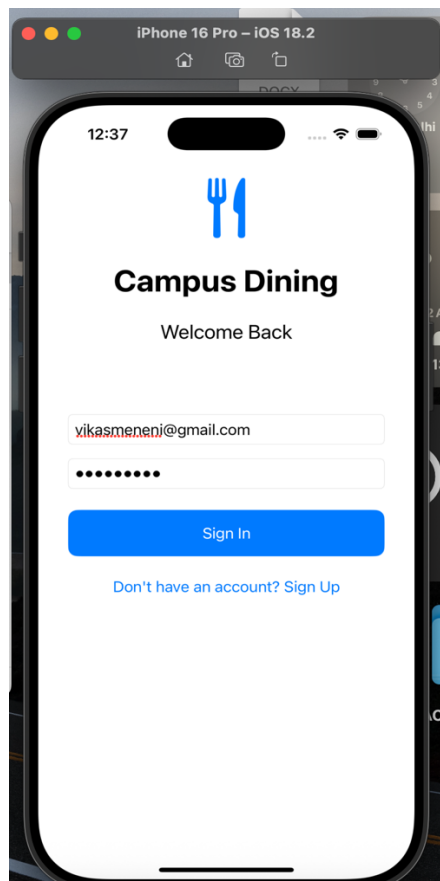 iPhone 16 Pro – iOS 18.2
DOCX
12:37
Campus Dining
Welcome Back
vikasmeneni@gmail.com
•••••••••
Sign In
Don't have an account? Sign Up